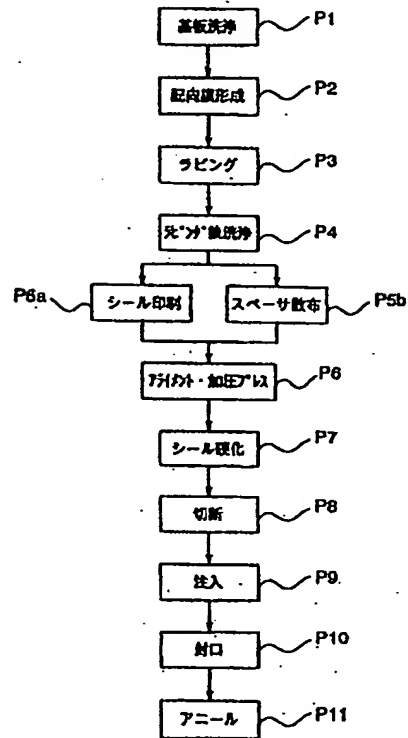 基板洗浄 P1
配向膜形成 P2
ラビング P3
ラビング後洗浄 P4
P6a シール印刷 スペーサ散布 P5b
アライメント・加圧プレス P6
シール硬化 P7
切断 P8
注入 P9
封口 P10
アニール P11